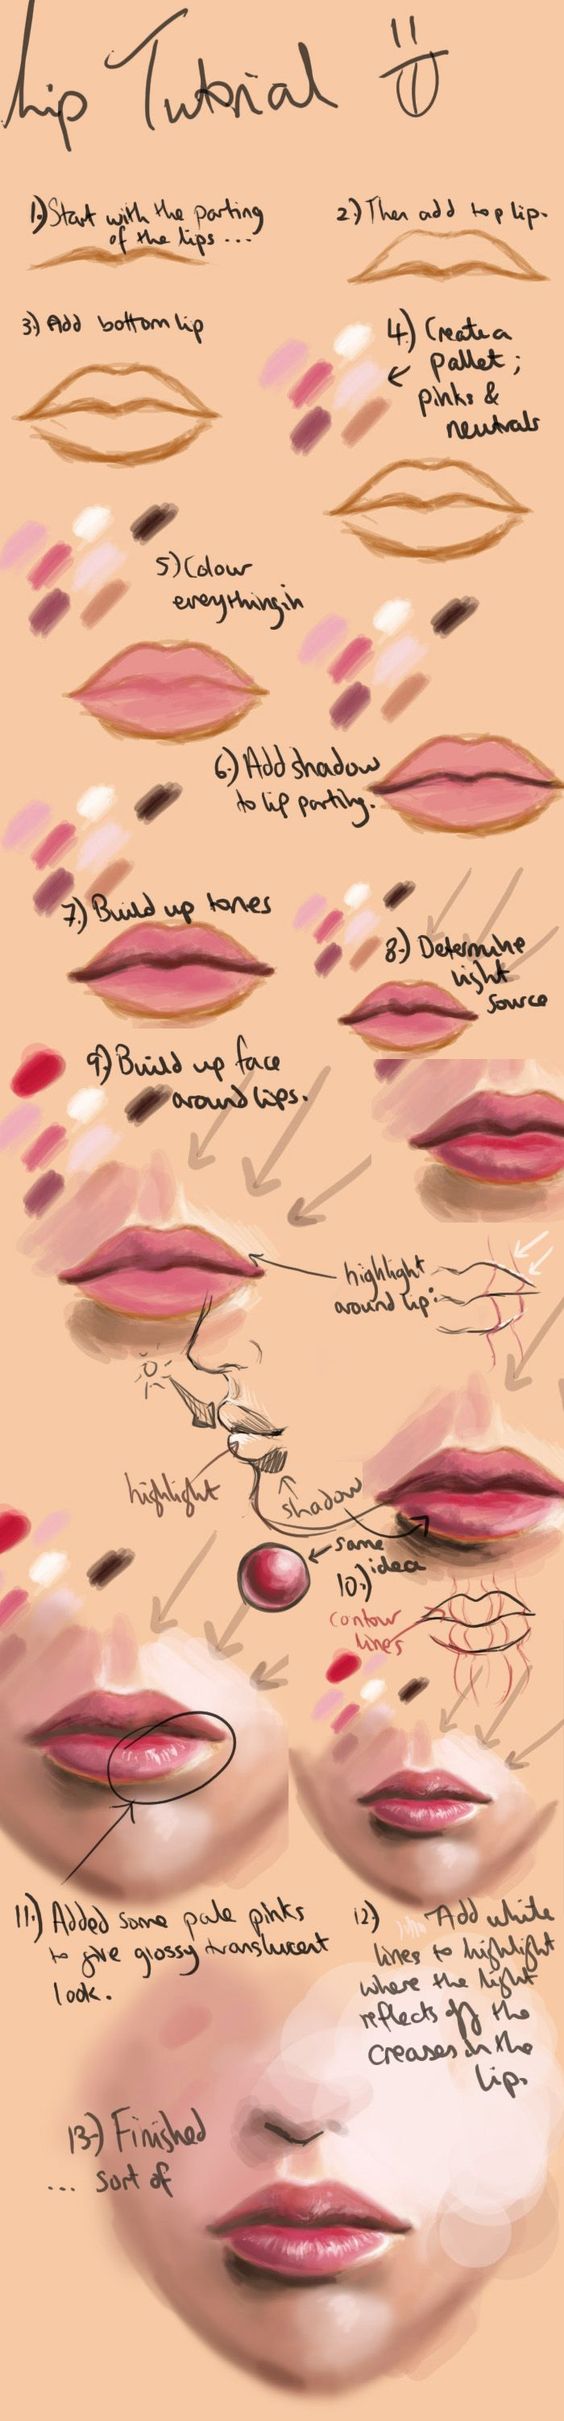 Lip Tutorial
1.) Start with the parting
of the lips ...
2.) Then add top lip.
3.) Add bottom lip
4.) Create a
pallet;
pinks &
neutrals
5.) Colour
everything in
6.) Add shadow
to lip parting.
7.) Build up tones
8.) Determine
light
source
9.) Build up face
around lips.
highlight
around lip:
highlight
shadow
same
idea
10.)
contour
lines
11.) Added some pale pinks
to give glossy translucent
look.
12.) Add white
lines to highlight
where the light
reflects off the
creases in the
lip.
13.) Finished
... sort of